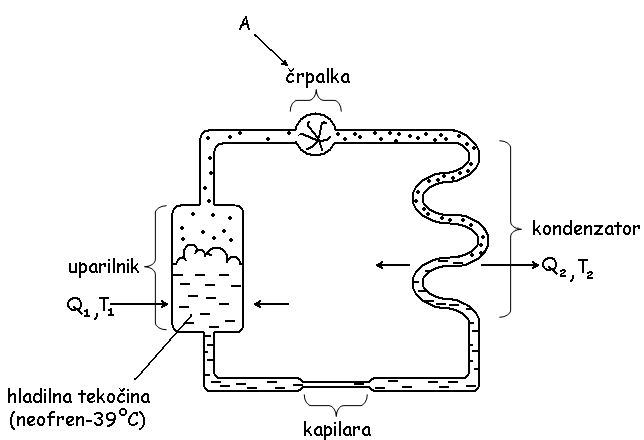 A
črpalka
kondenzator
uparilnik
Q₂,T₂
Q₁,T₁
hladilna tekočina
(neofren-39°C)
kapilara